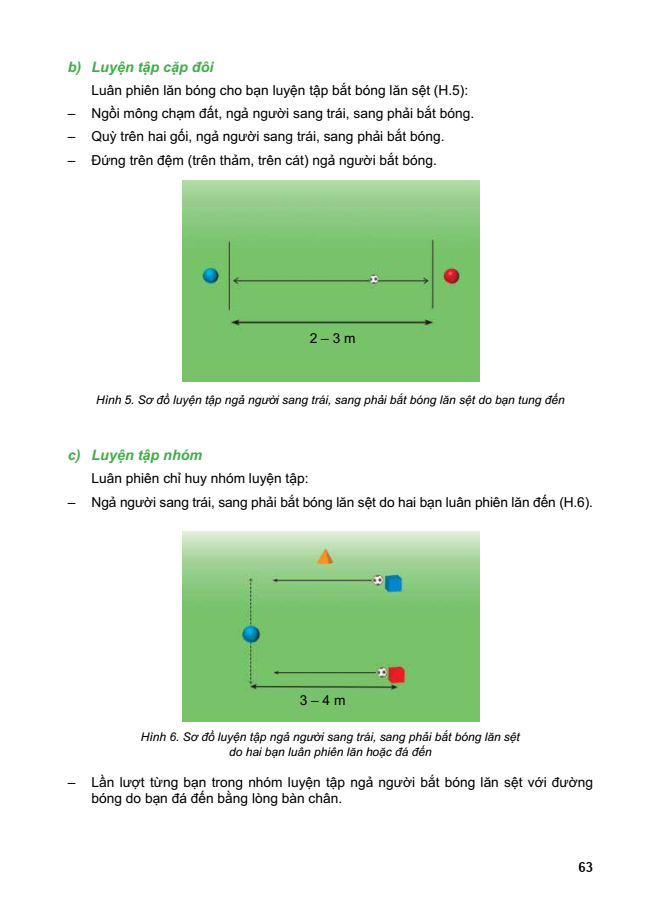 b) Luyện tập cặp đôi
Luân phiên lăn bóng cho bạn luyện tập bắt bóng lăn sệt (H.5):
– Ngồi mông chạm đất, ngả người sang trái, sang phải bắt bóng.
– Quỳ trên hai gối, ngả người sang trái, sang phải bắt bóng.
– Đứng trên đệm (trên thảm, trên cát) ngả người bắt bóng.
2 – 3 m
Hình 5. Sơ đồ luyện tập ngả người sang trái, sang phải bắt bóng lăn sệt do bạn tung đến
c) Luyện tập nhóm
Luân phiên chỉ huy nhóm luyện tập:
– Ngả người sang trái, sang phải bắt bóng lăn sệt do hai bạn luân phiên lăn đến (H.6).
3 – 4 m
Hình 6. Sơ đồ luyện tập ngả người sang trái, sang phải bắt bóng lăn sệt
do hai bạn luân phiên lăn hoặc đá đến
– Lần lượt từng bạn trong nhóm luyện tập ngả người bắt bóng lăn sệt với đường
bóng do bạn đá đến bằng lòng bàn chân.
63